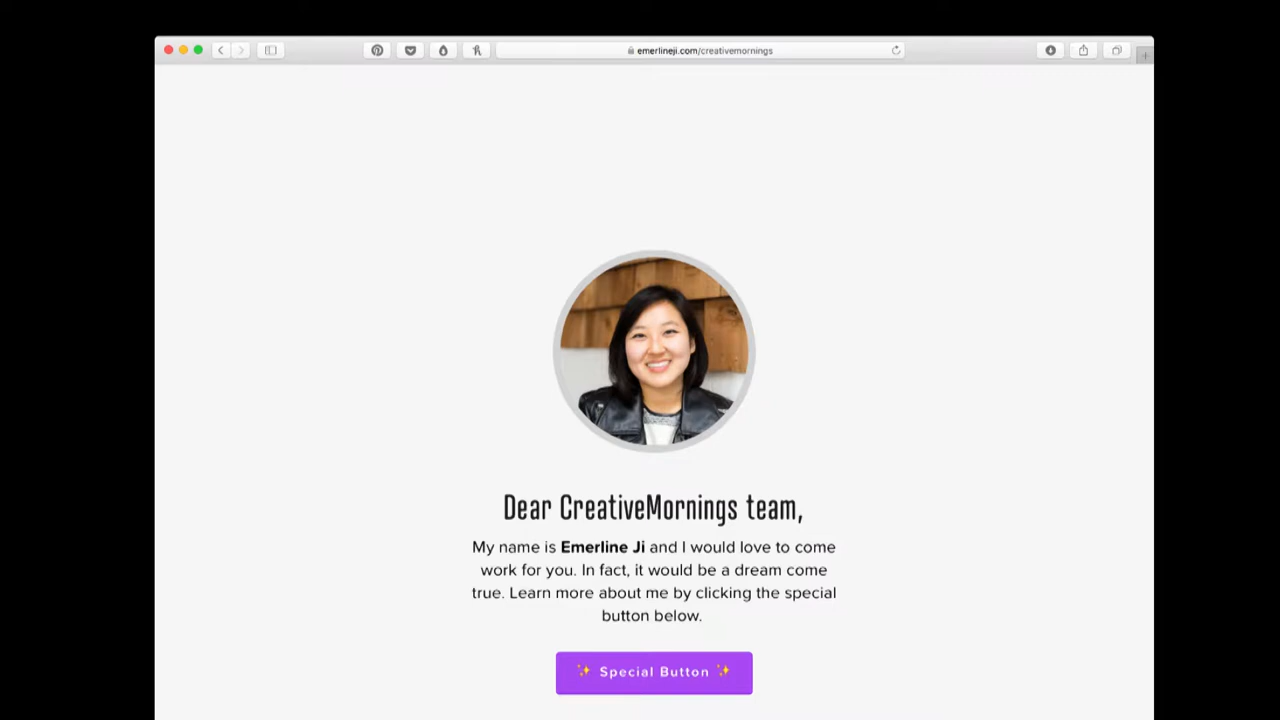 emerlineji.com/creativemornings
Dear CreativeMornings team,
My name is Emerline Ji and I would love to come
work for you. In fact, it would be a dream come
true. Learn more about me by clicking the special
button below.
✨ Special Button ✨